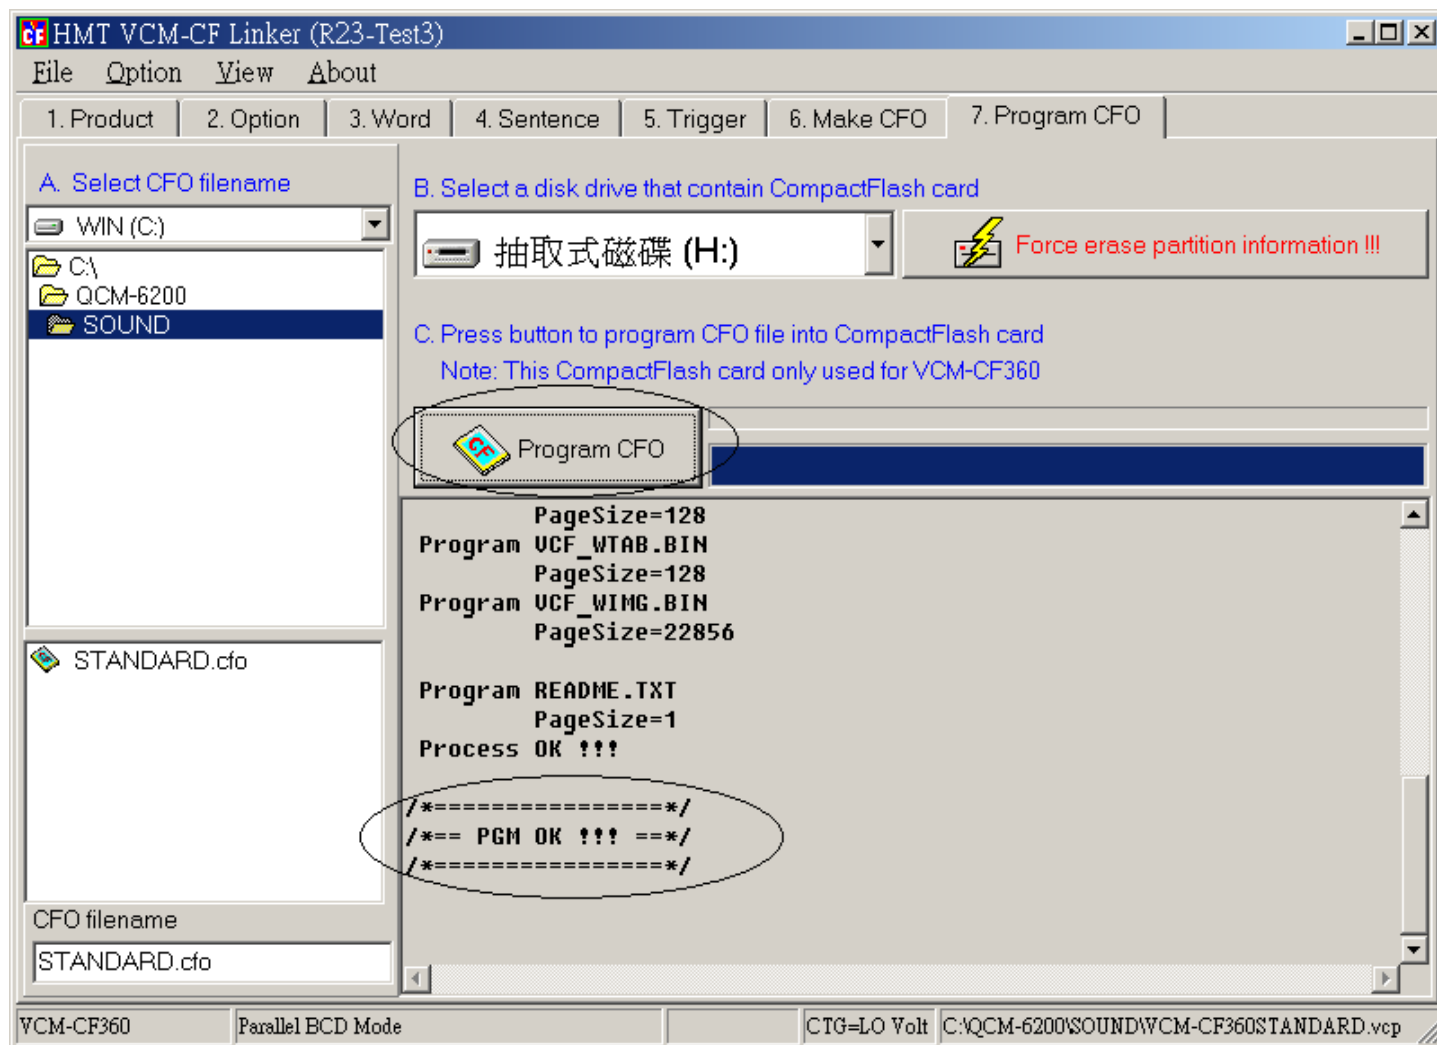 HMT VCM-CF Linker (R23-Test3)
File Option View About
1. Product 2. Option 3. Word 4. Sentence 5. Trigger 6. Make CFO 7. Program CFO
A. Select CFO filename
WIN (C:)
C:\
QCM-6200
SOUND
STANDARD.cfo
CFO filename
STANDARD.cfo
B. Select a disk drive that contain CompactFlash card
抽取式磁碟 (H:)
Force erase partition information !!!
C. Press button to program CFO file into CompactFlash card
Note: This CompactFlash card only used for VCM-CF360
CF Program CFO
PageSize=128
Program VCF_WTAB.BIN
PageSize=128
Program VCF_WIMG.BIN
PageSize=22856
Program README.TXT
PageSize=1
Process OK !!!
/*================*/
/*== PGM OK !!! ==*/
/*================*/
VCM-CF360 Parallel BCD Mode CTG=LO Volt C:\QCM-6200\SOUND\VCM-CF360STANDARD.vcp